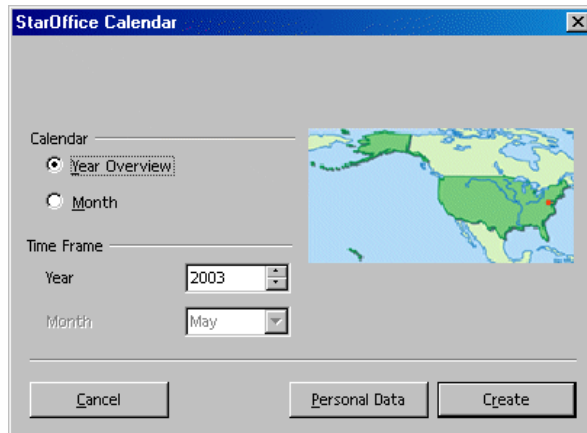 StarOffice Calendar
Calendar
Year Overview
Month
Time Frame
Year 2003
Month May
Cancel Personal Data Create